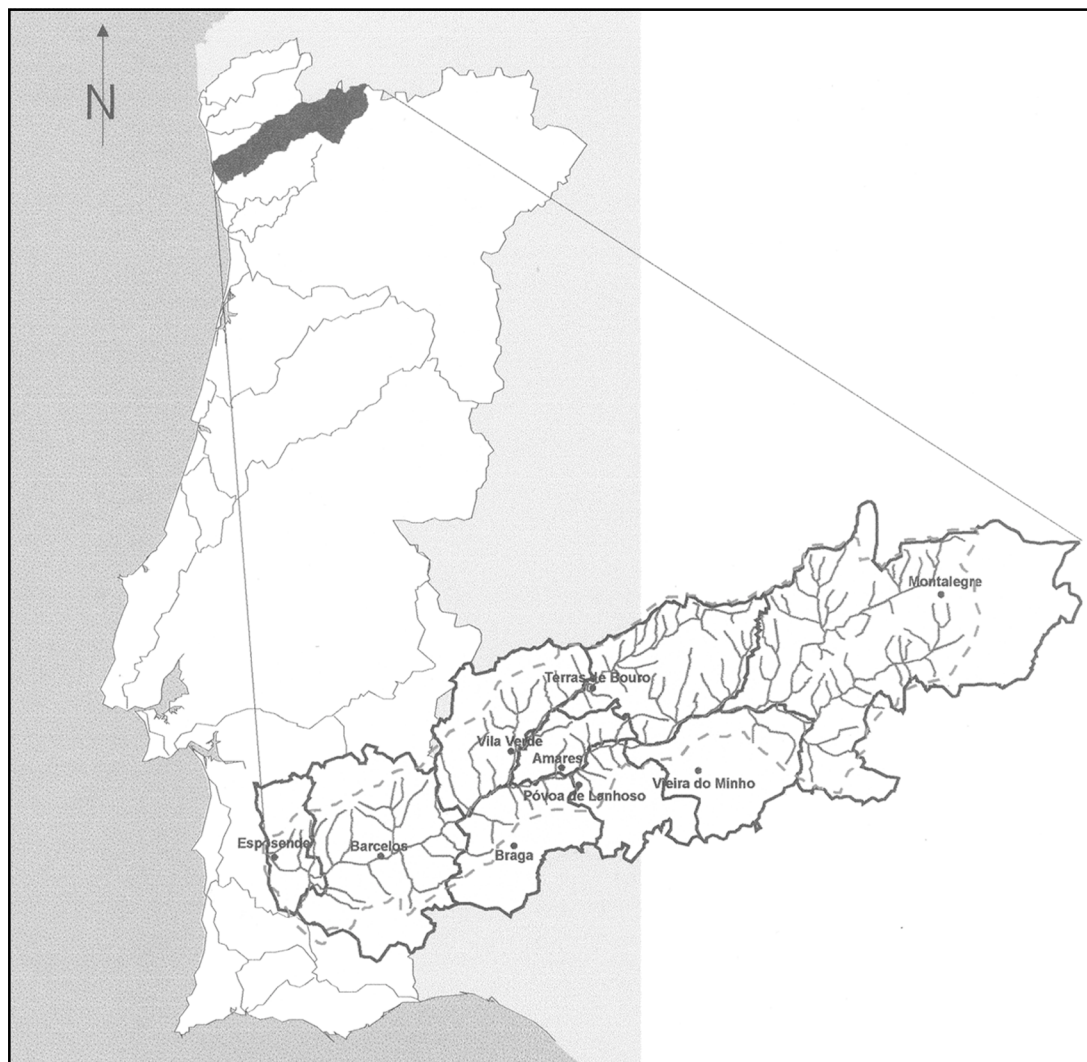 N
Montalegre
Terras de Bouro
Vila Verde
Amares
Vieira do Minho
Póvoa de Lanhoso
Esposende
Barcelos
Braga